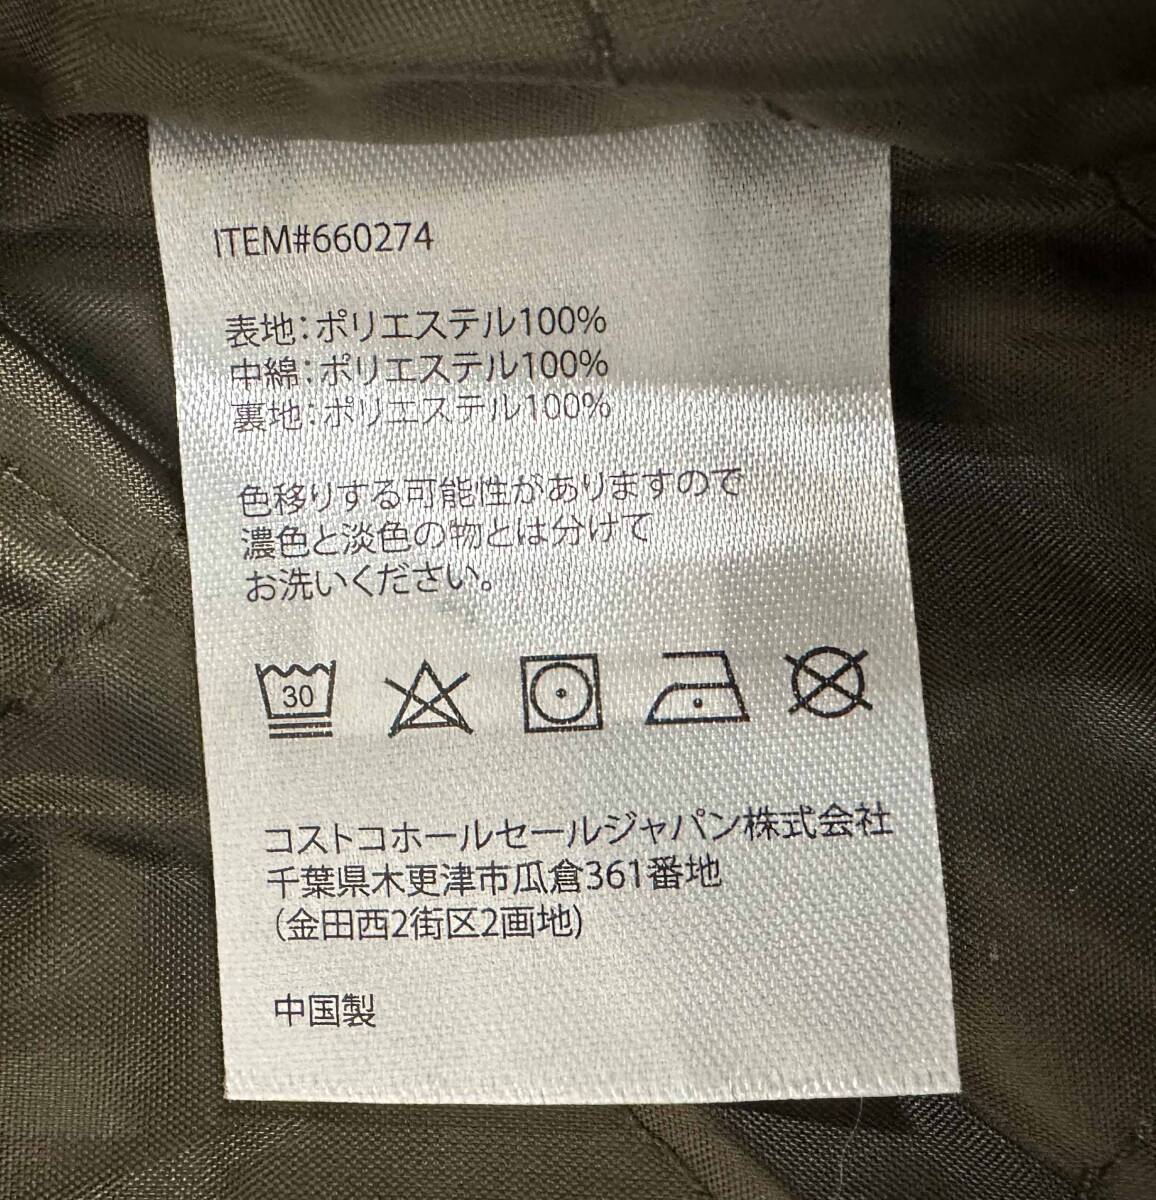 ITEM#660274
表地:ポリエステル100%
中綿:ポリエステル100%
裏地:ポリエステル100%
色移りする可能性がありますので
濃色と淡色の物とは分けて
お洗いください。
30
コストコホールセールジャパン株式会社
千葉県木更津市瓜倉361番地
(金田西2街区2画地)
中国製